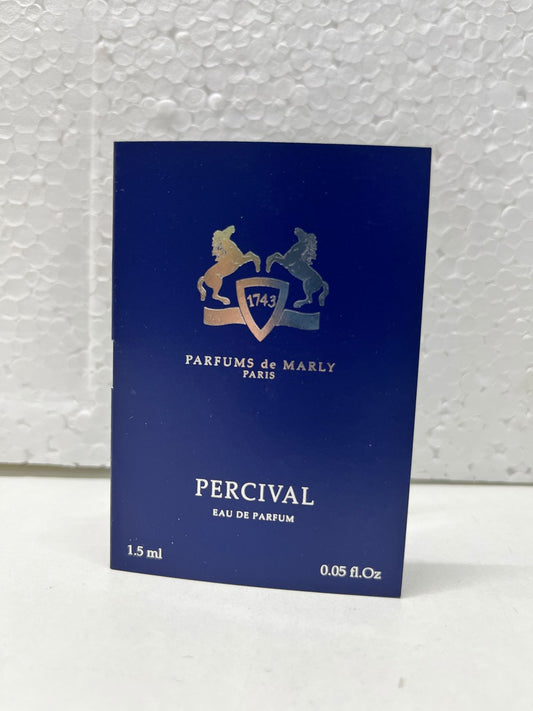 1743
PARFUMS de MARLY
PARIS
PERCIVAL
EAU DE PARFUM
1.5 ml
0.05 fl.Oz